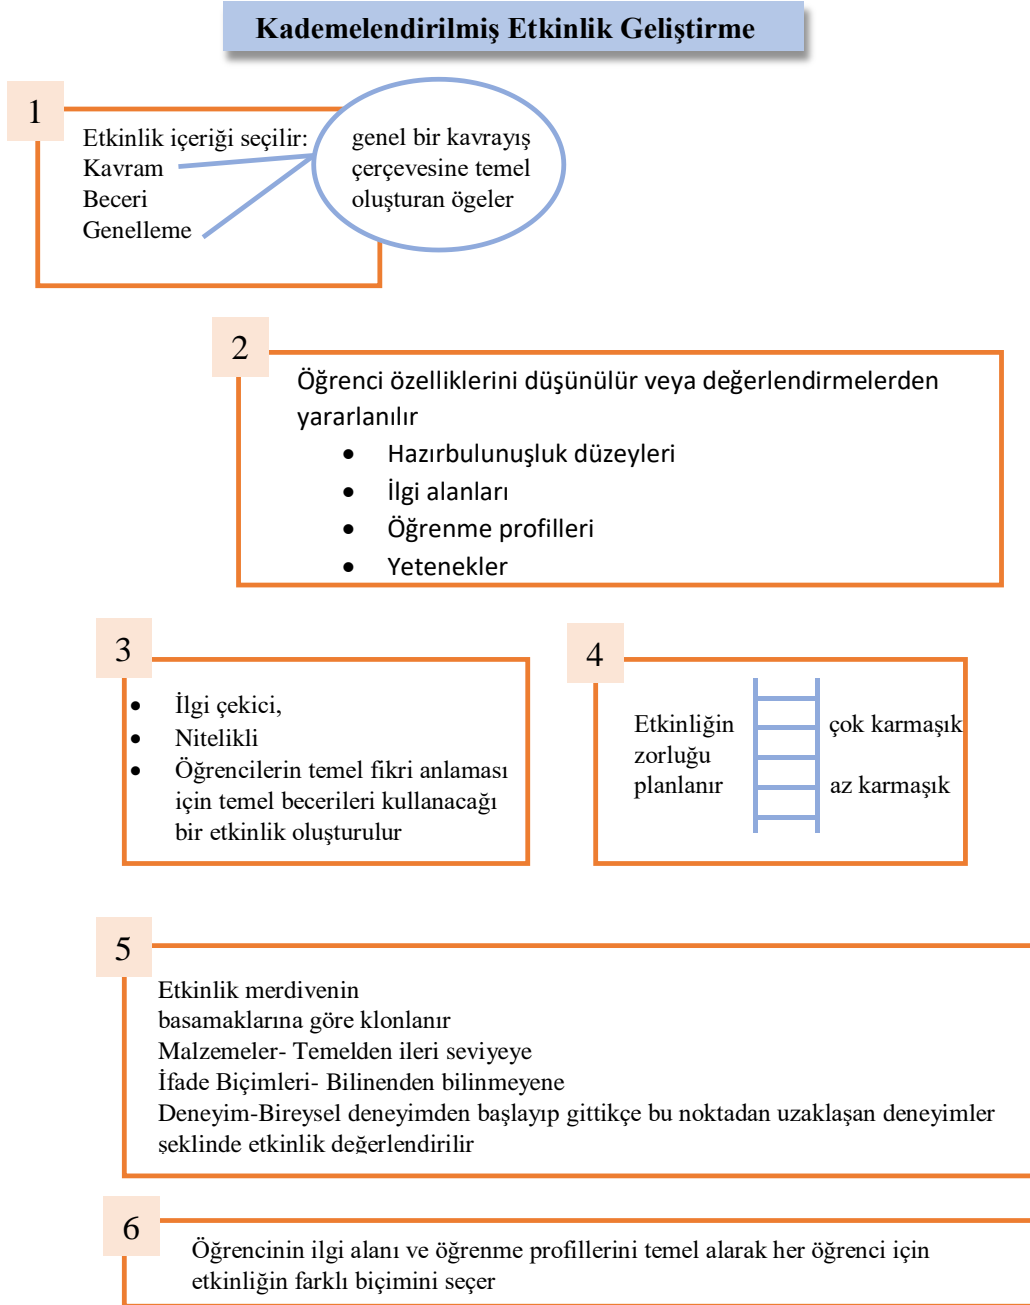 Kademelendirilmiş Etkinlik Geliştirme
1
Etkinlik içeriği seçilir:
Kavram
Beceri
Genelleme
genel bir kavrayış
çerçevesine temel
oluşturan ögeler
2
Öğrenci özelliklerini düşünülür veya değerlendirmelerden
yararlanılır
• Hazırbulunuşluk düzeyleri
• İlgi alanları
• Öğrenme profilleri
• Yetenekler
3
• İlgi çekici,
• Nitelikli
• Öğrencilerin temel fikri anlaması
için temel becerileri kullanacağı
bir etkinlik oluşturulur
4
Etkinliğin
zorluğu
planlanır
çok karmaşık
az karmaşık
5
Etkinlik merdivenin
basamaklarına göre klonlanır
Malzemeler- Temelden ileri seviyeye
İfade Biçimleri- Bilinenden bilinmeyene
Deneyim-Bireysel deneyimden başlayıp gittikçe bu noktadan uzaklaşan deneyimler
şeklinde etkinlik değerlendirilir
6
Öğrencinin ilgi alanı ve öğrenme profillerini temel alarak her öğrenci için
etkinliğin farklı biçimini seçer